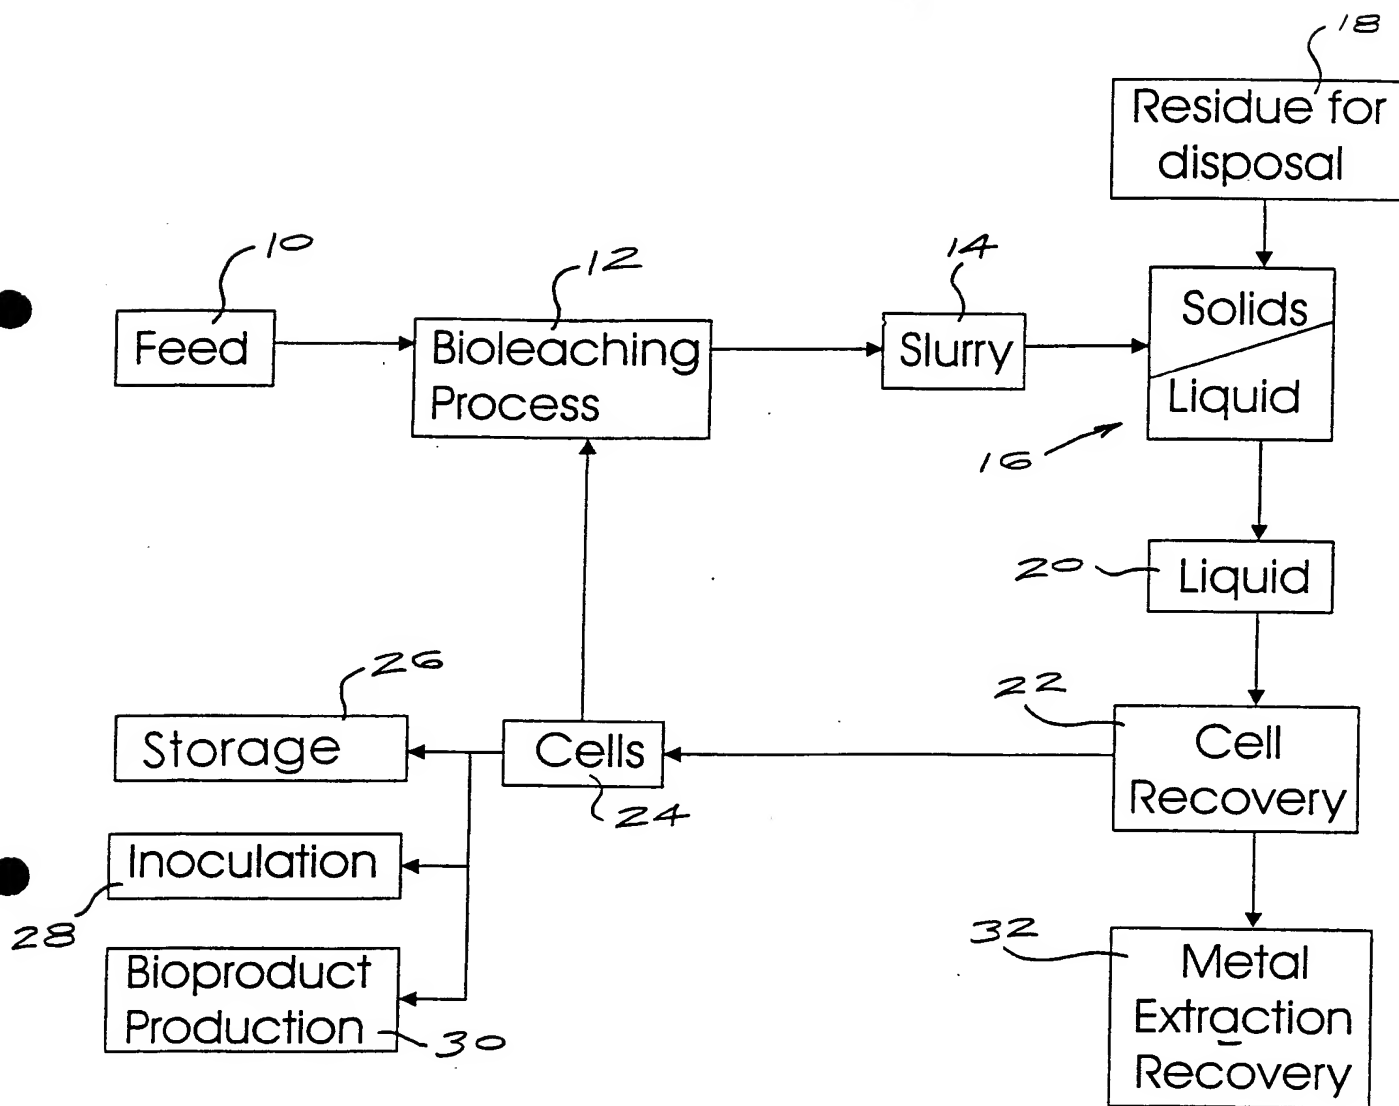 18
Residue for
disposal
10
12
14
Feed
Bioleaching
Process
Slurry
Solids
Liquid
16
20
Liquid
26
22
Storage
Cells
24
Cell
Recovery
Inoculation
28
32
Bioproduct
Production
30
Metal
Extraction
Recovery